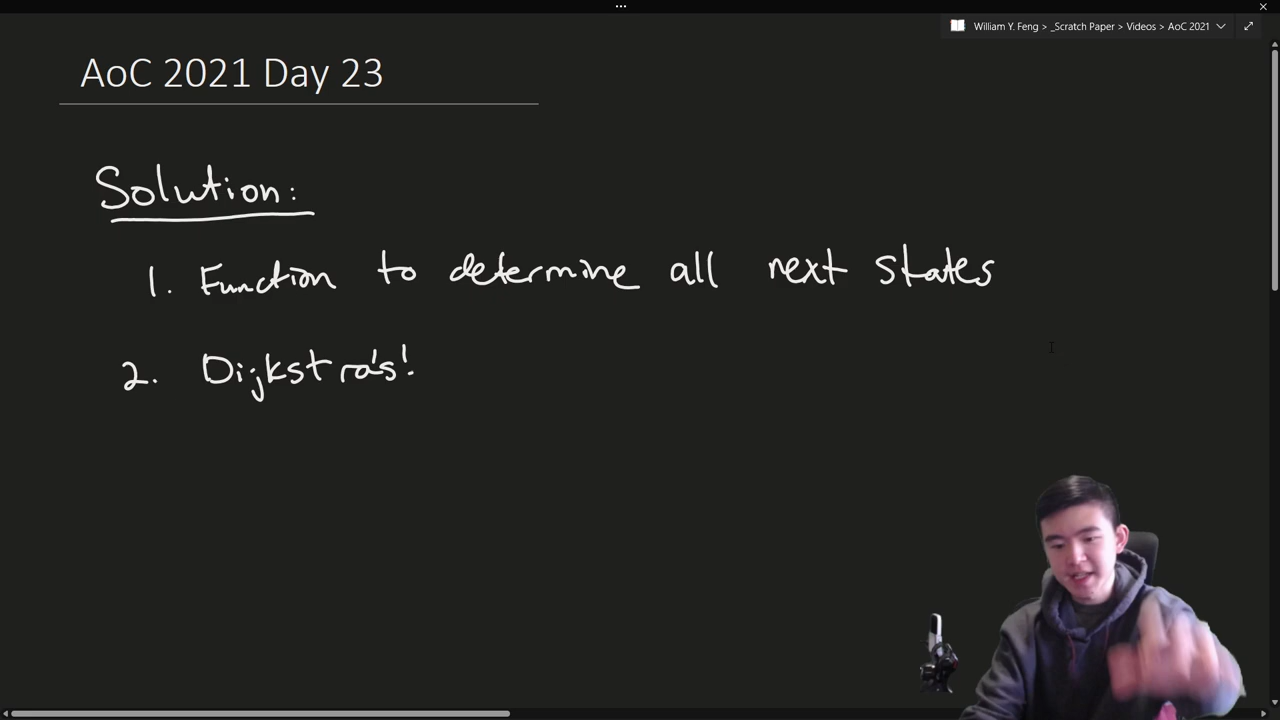 William Y. Feng > _Scratch Paper > Videos > AoC 2021
AoC 2021 Day 23
Solution:
1. Function to determine all next states
2. Dijkstra's!